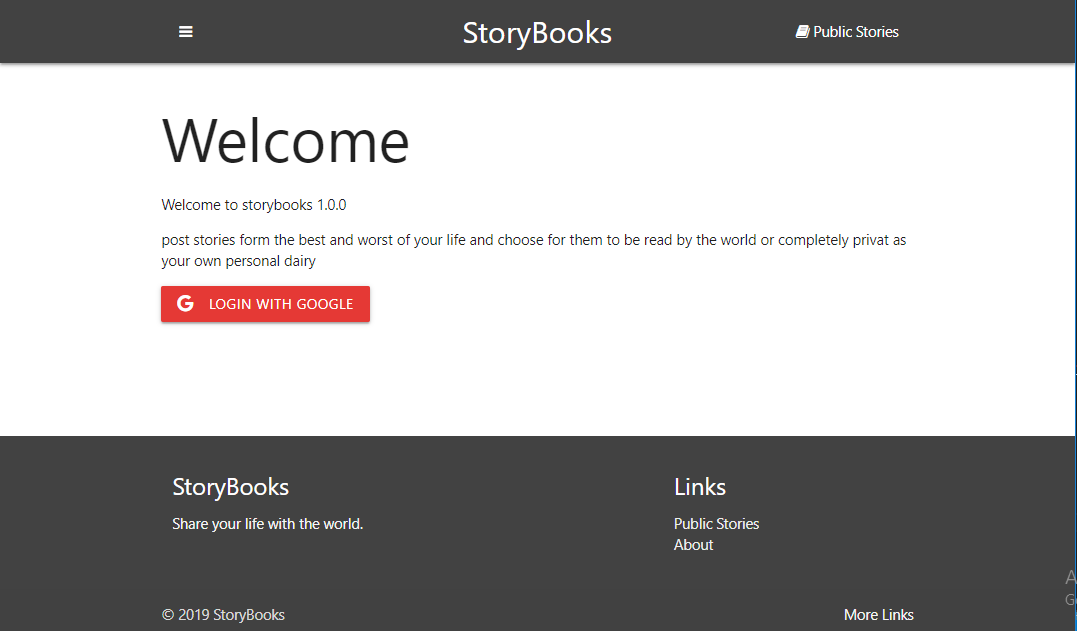 StoryBooks
Public Stories
Welcome
Welcome to storybooks 1.0.0
post stories form the best and worst of your life and choose for them to be read by the world or completely privat as
your own personal dairy
G LOGIN WITH GOOGLE
StoryBooks
Share your life with the world.
Links
Public Stories
About
© 2019 StoryBooks
More Links